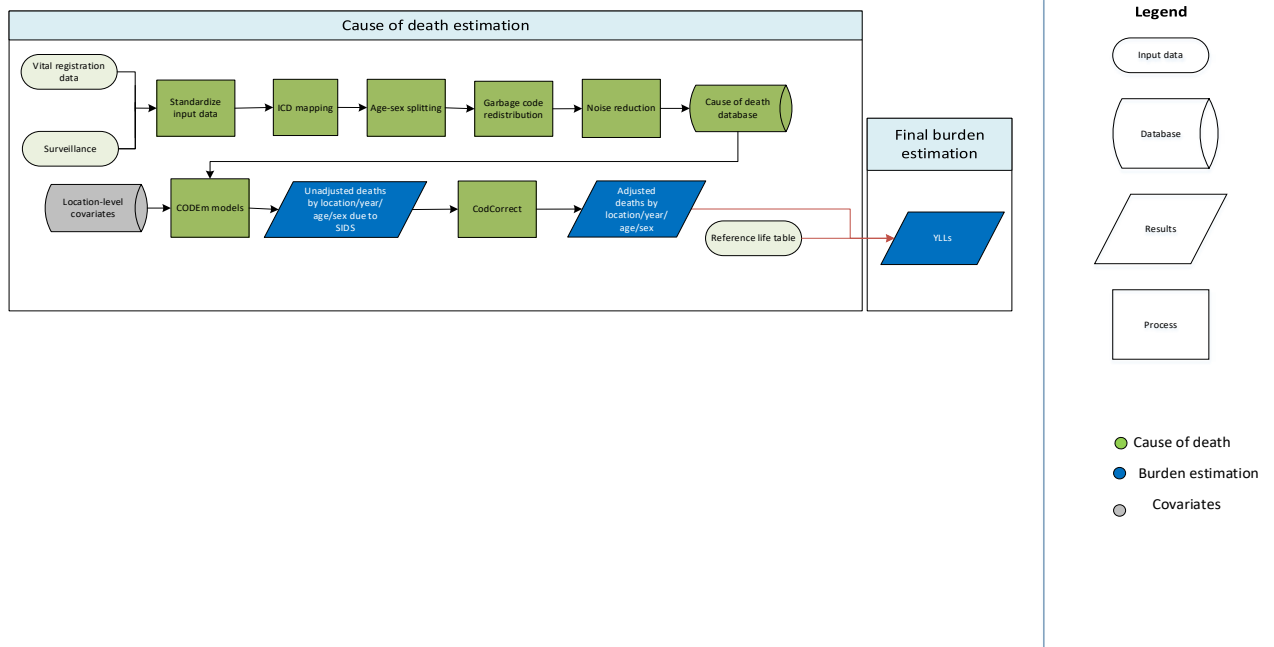 Cause of death estimation
Vital registration
data
Surveillance
Standardize
input data
ICD mapping
Age-sex splitting
Garbage code
redistribution
Noise reduction
Cause of death
database
Location-level
covariates
CODEm models
Unadjusted deaths
by location/year/
age/sex due to
SIDS
CodCorrect
Adjusted
deaths by
location/year/
age/sex
Reference life table
Final burden
estimation
YLLs
Legend
Input data
Database
Results
Process
Cause of death
Burden estimation
Covariates